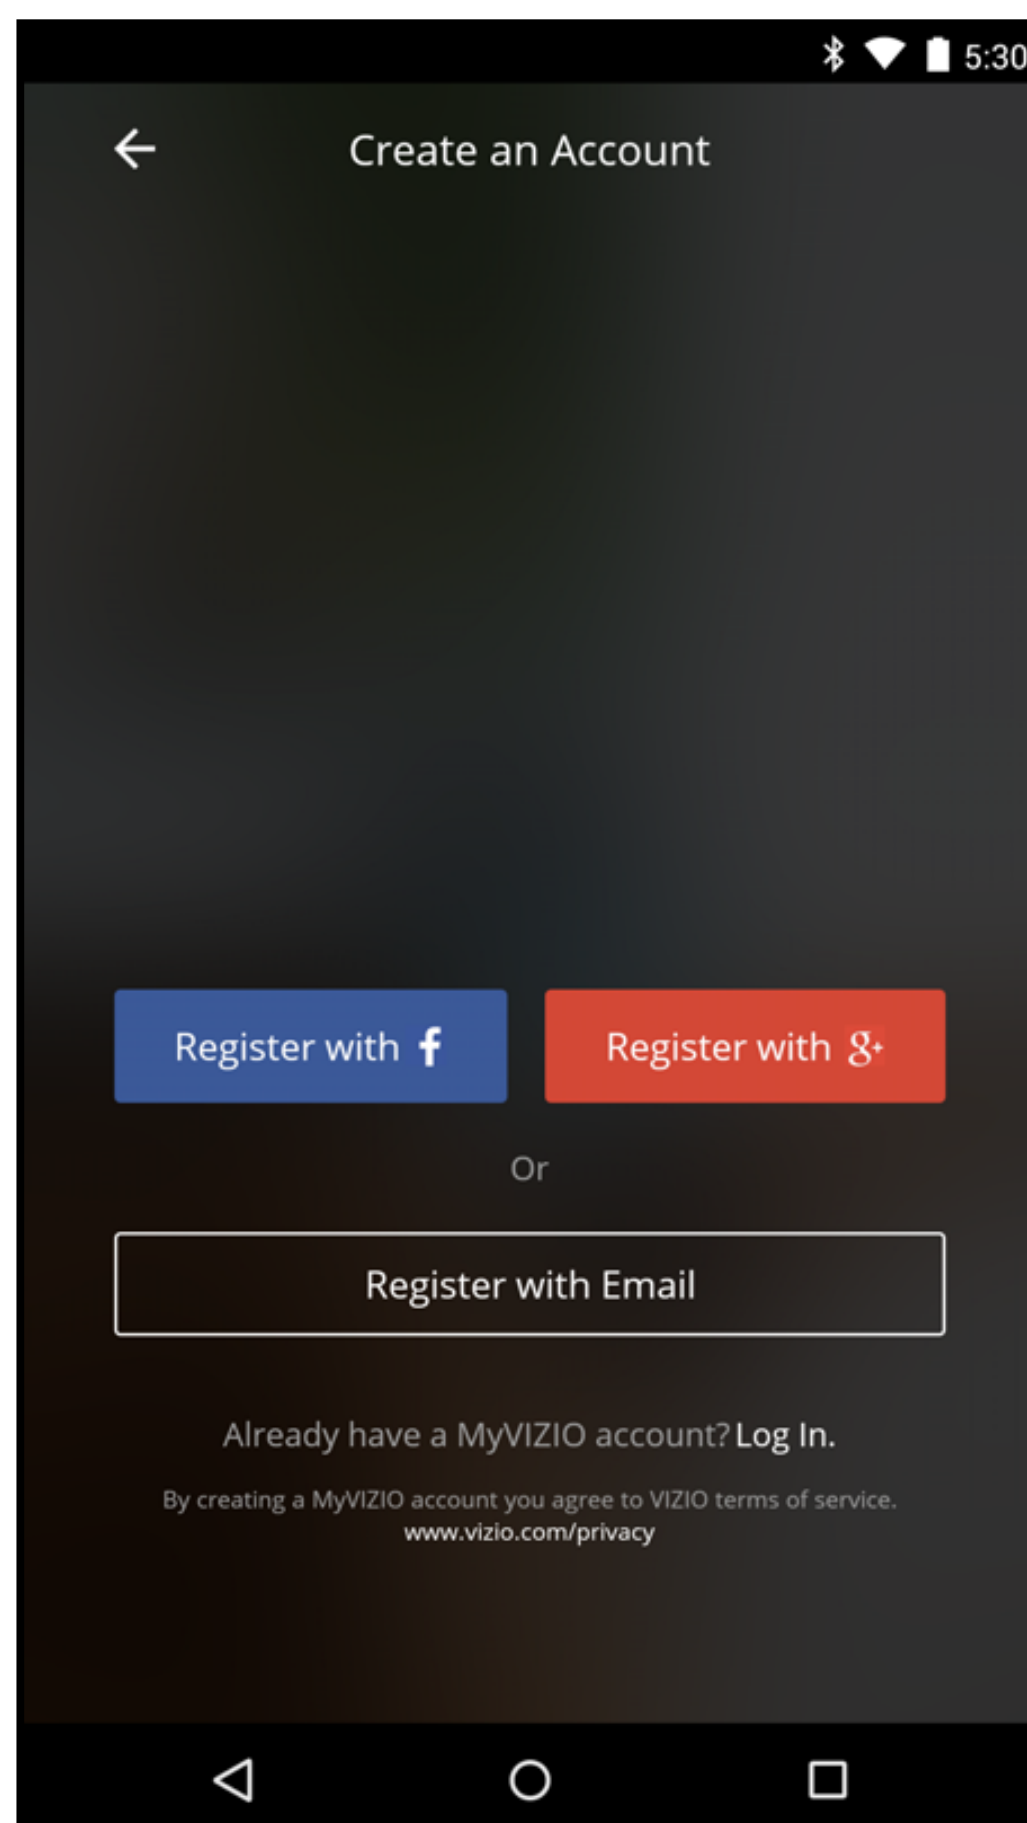 5:30
Create an Account
Register with f
Register with g+
Or
Register with Email
Already have a MyVIZIO account? Log In.
By creating a MyVIZIO account you agree to VIZIO terms of service.
www.vizio.com/privacy